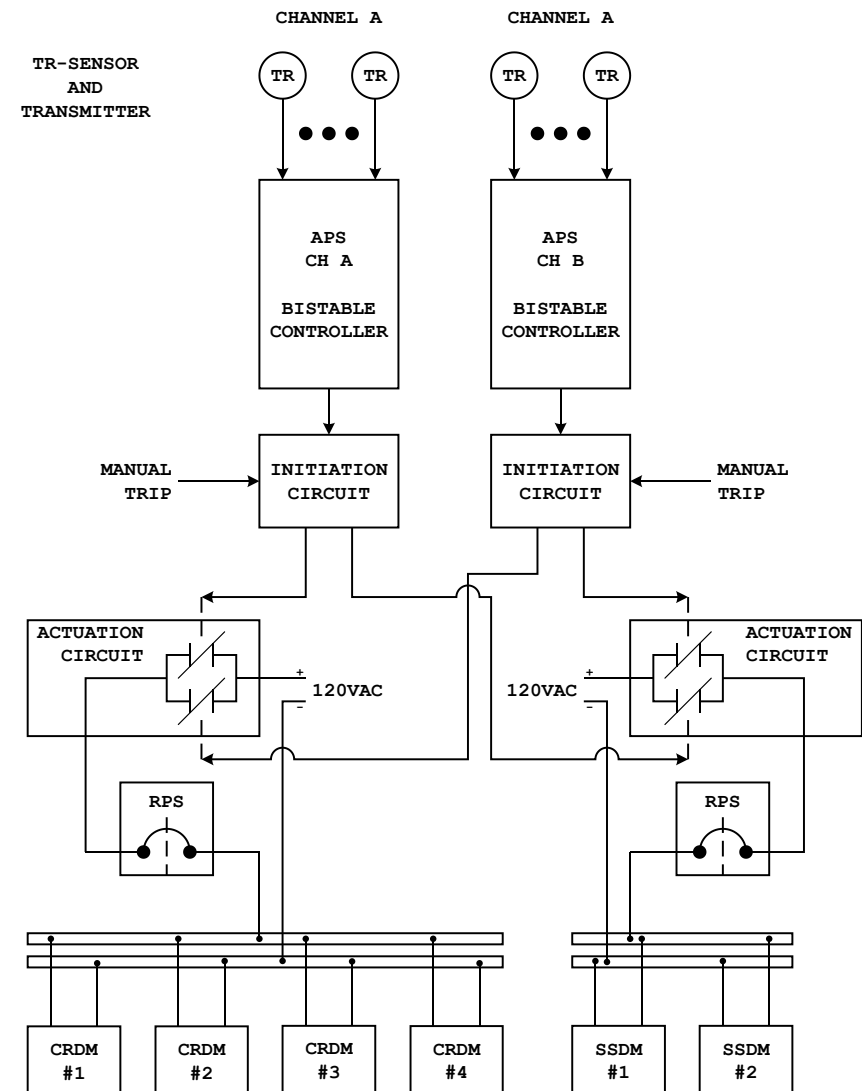 CHANNEL A
CHANNEL A
TR-SENSOR
AND
TRANSMITTER
TR
TR
TR
TR
APS
CH A
BISTABLE
CONTROLLER
APS
CH B
BISTABLE
CONTROLLER
MANUAL
TRIP
INITIATION
CIRCUIT
INITIATION
CIRCUIT
MANUAL
TRIP
ACTUATION
CIRCUIT
+
120VAC
-
+
120VAC
-
ACTUATION
CIRCUIT
RPS
RPS
CRDM
#1
CRDM
#2
CRDM
#3
CRDM
#4
SSDM
#1
SSDM
#2